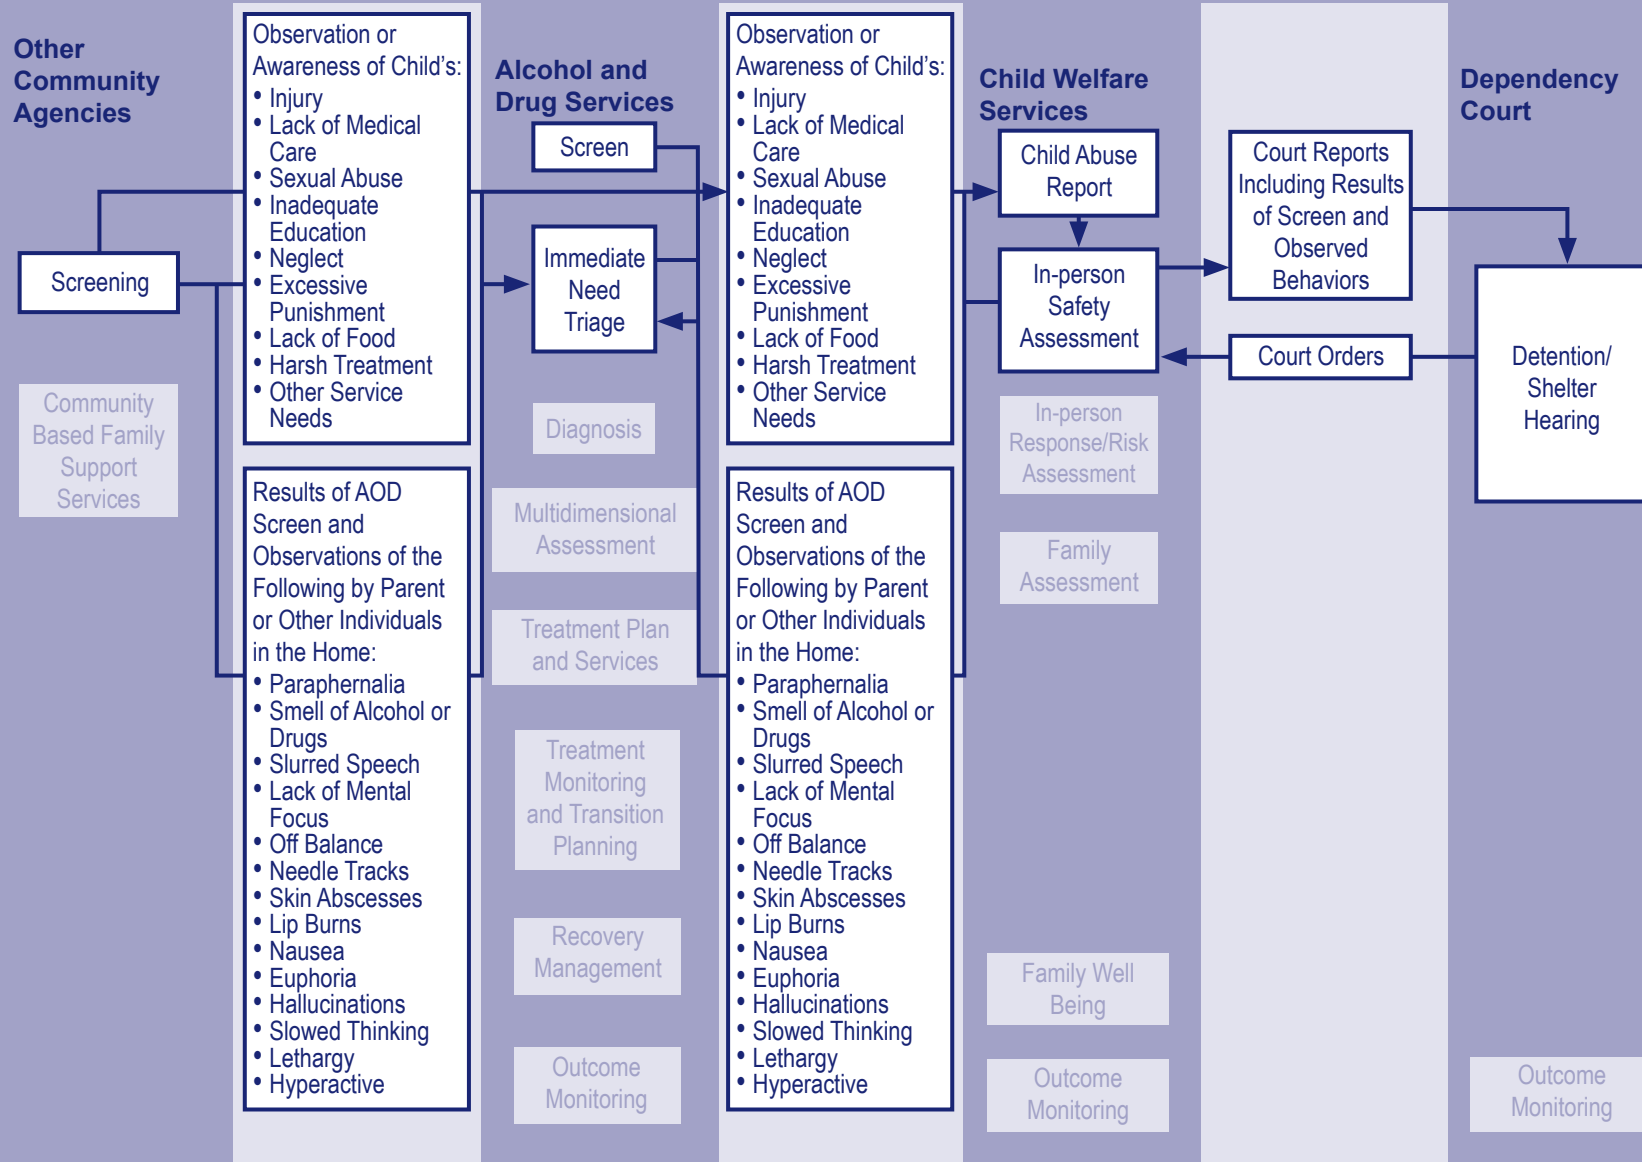 Other
Community
Agencies
Screening
Community
Based Family
Support
Services
Observation or
Awareness of Child’s:
• Injury
• Lack of Medical
Care
• Sexual Abuse
• Inadequate
Education
• Neglect
• Excessive
Punishment
• Lack of Food
• Harsh Treatment
• Other Service
Needs
Results of AOD
Screen and
Observations of the
Following by Parent
or Other Individuals
in the Home:
• Paraphernalia
• Smell of Alcohol or
Drugs
• Slurred Speech
• Lack of Mental
Focus
• Off Balance
• Needle Tracks
• Skin Abscesses
• Lip Burns
• Nausea
• Euphoria
• Hallucinations
• Slowed Thinking
• Lethargy
• Hyperactive
Alcohol and
Drug Services
Screen
Immediate
Need
Triage
Diagnosis
Multidimensional
Assessment
Treatment Plan
and Services
Treatment
Monitoring
and Transition
Planning
Recovery
Management
Outcome
Monitoring
Observation or
Awareness of Child’s:
• Injury
• Lack of Medical
Care
• Sexual Abuse
• Inadequate
Education
• Neglect
• Excessive
Punishment
• Lack of Food
• Harsh Treatment
• Other Service
Needs
Results of AOD
Screen and
Observations of the
Following by Parent
or Other Individuals
in the Home:
• Paraphernalia
• Smell of Alcohol or
Drugs
• Slurred Speech
• Lack of Mental
Focus
• Off Balance
• Needle Tracks
• Skin Abscesses
• Lip Burns
• Nausea
• Euphoria
• Hallucinations
• Slowed Thinking
• Lethargy
• Hyperactive
Child Welfare
Services
Child Abuse
Report
In-person
Safety
Assessment
In-person
Response/Risk
Assessment
Family
Assessment
Family Well
Being
Outcome
Monitoring
Court Reports
Including Results
of Screen and
Observed
Behaviors
Court Orders
Dependency
Court
Detention/
Shelter
Hearing
Outcome
Monitoring